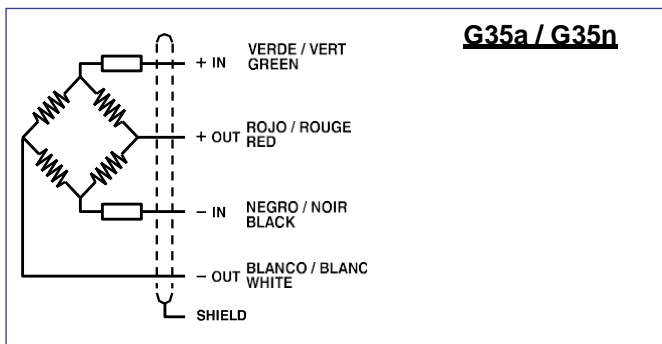 G35a / G35n
+ IN VERDE / VERT
GREEN
+ OUT ROJO / ROUGE
RED
− IN NEGRO / NOIR
BLACK
− OUT BLANCO / BLANC
WHITE
SHIELD